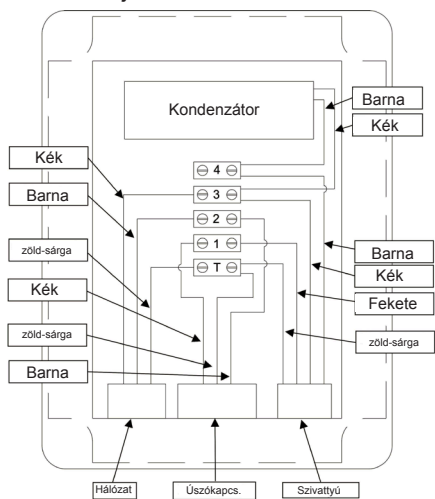 Kondenzátor
Barna
Kék
4
3
2
1
T
Kék
Barna
zöld-sárga
Kék
zöld-sárga
Barna
Barna
Kék
Fekete
zöld-sárga
Hálózat
Úszókapcs.
Szivattyú